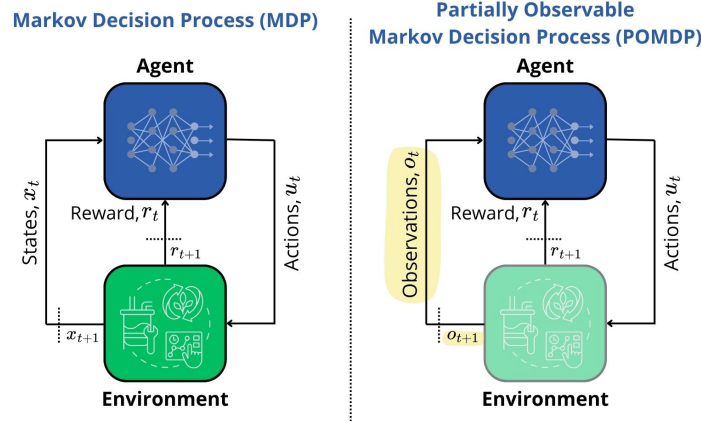 Markov Decision Process (MDP)
Agent
States, x_t
Reward, r_t
Actions, u_t
r_{t+1}
x_{t+1}
Environment
Partially Observable
Markov Decision Process (POMDP)
Agent
Observations, o_t
Reward, r_t
Actions, u_t
r_{t+1}
o_{t+1}
Environment